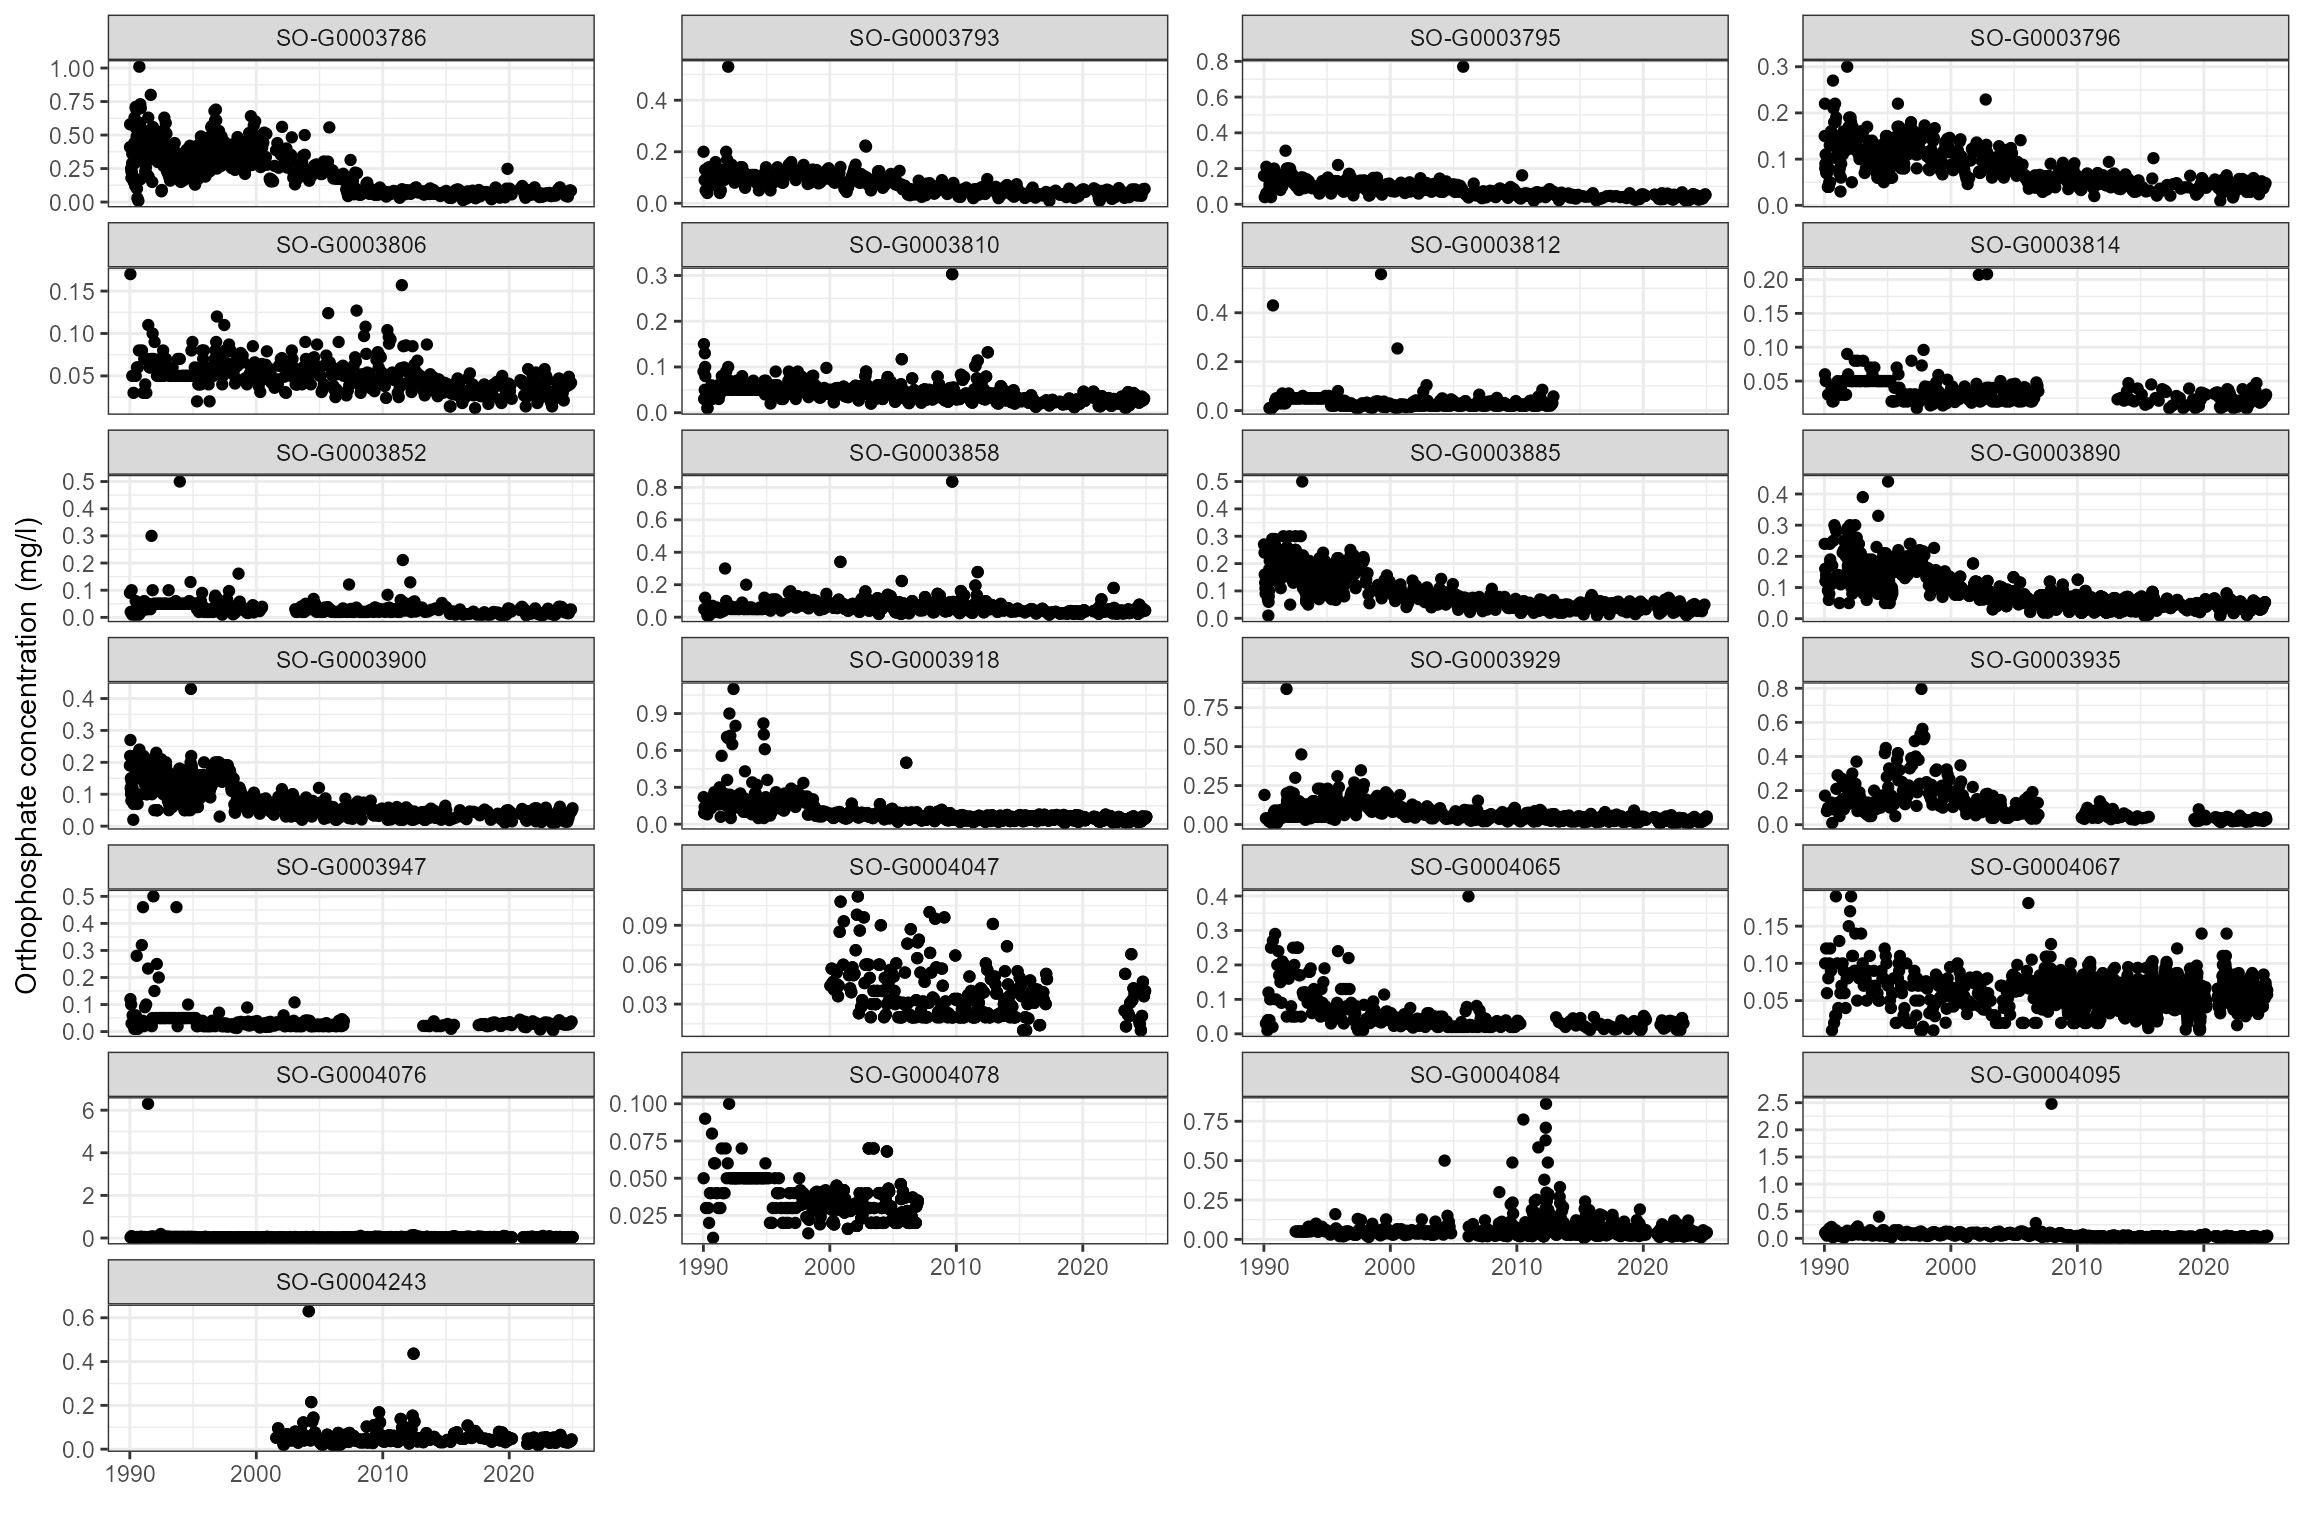 Orthophosphate concentration (mg/l)
SO-G0003786 SO-G0003793 SO-G0003795 SO-G0003796
1.00 0.75 0.50 0.25 0.00
0.4 0.2 0.0
0.8 0.6 0.4 0.2 0.0
0.3 0.2 0.1 0.0
SO-G0003806 SO-G0003810 SO-G0003812 SO-G0003814
0.15 0.10 0.05
0.3 0.2 0.1 0.0
0.4 0.2 0.0
0.20 0.15 0.10 0.05
SO-G0003852 SO-G0003858 SO-G0003885 SO-G0003890
0.5 0.4 0.3 0.2 0.1 0.0
0.8 0.6 0.4 0.2 0.0
0.5 0.4 0.3 0.2 0.1 0.0
0.4 0.3 0.2 0.1 0.0
SO-G0003900 SO-G0003918 SO-G0003929 SO-G0003935
0.4 0.3 0.2 0.1 0.0
0.9 0.6 0.3 0.0
0.75 0.50 0.25 0.00
0.8 0.6 0.4 0.2 0.0
SO-G0003947 SO-G0004047 SO-G0004065 SO-G0004067
0.5 0.4 0.3 0.2 0.1 0.0
0.09 0.06 0.03
0.4 0.3 0.2 0.1 0.0
0.15 0.10 0.05
SO-G0004076 SO-G0004078 SO-G0004084 SO-G0004095
6 4 2 0
0.100 0.075 0.050 0.025
0.75 0.50 0.25 0.00
2.5 2.0 1.5 1.0 0.5 0.0
1990 2000 2010 2020 1990 2000 2010 2020 1990 2000 2010 2020
SO-G0004243
0.6 0.4 0.2 0.0
1990 2000 2010 2020